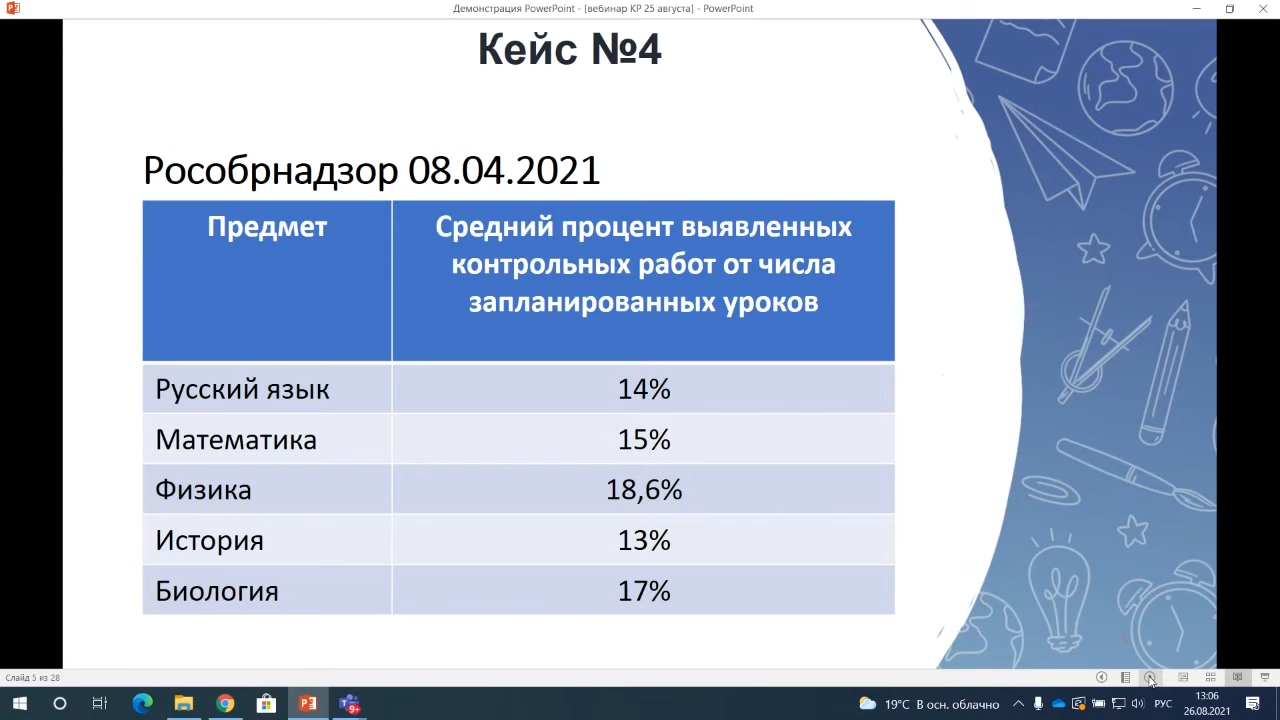 Демонстрация PowerPoint - [вебинар КР 25 августа] - PowerPoint
Кейс №4
Рособрнадзор 08.04.2021
Предмет
Средний процент выявленных
контрольных работ от числа
запланированных уроков
Русский язык 14%
Математика 15%
Физика 18,6%
История 13%
Биология 17%
Слайд 5 из 28
19°C В осн. облачно
РУС
13:06
26.08.2021
9+